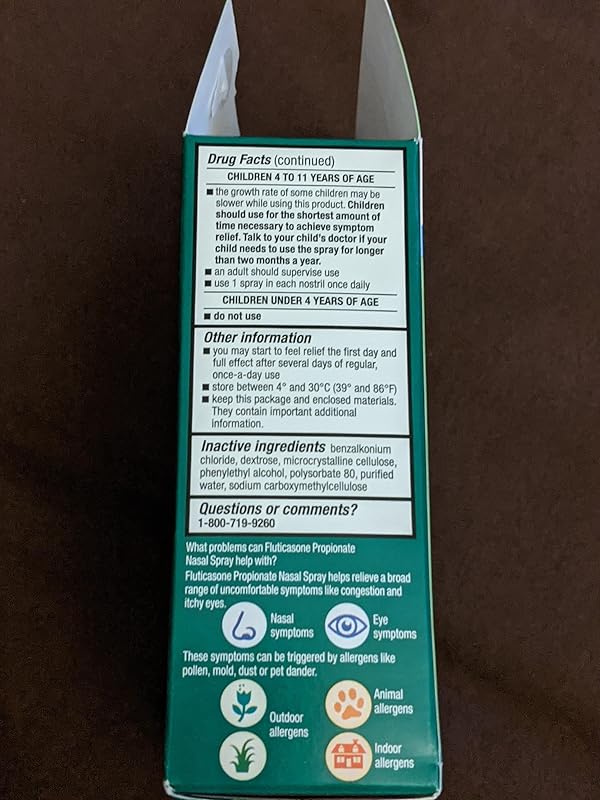 Drug Facts (continued)
CHILDREN 4 TO 11 YEARS OF AGE
■ the growth rate of some children may be
slower while using this product. Children
should use for the shortest amount of
time necessary to achieve symptom
relief. Talk to your child's doctor if your
child needs to use the spray for longer
than two months a year.
■ an adult should supervise use
■ use 1 spray in each nostril once daily
CHILDREN UNDER 4 YEARS OF AGE
■ do not use
Other information
■ you may start to feel relief the first day and
full effect after several days of regular,
once-a-day use
■ store between 4° and 30°C (39° and 86°F)
■ keep this package and enclosed materials.
They contain important additional
information.
Inactive ingredients benzalkonium
chloride, dextrose, microcrystalline cellulose,
phenylethyl alcohol, polysorbate 80, purified
water, sodium carboxymethylcellulose
Questions or comments?
1-800-719-9260
What problems can Fluticasone Propionate
Nasal Spray help with?
Fluticasone Propionate Nasal Spray helps relieve a broad
range of uncomfortable symptoms like congestion and
itchy eyes.
Nasal
symptoms
Eye
symptoms
These symptoms can be triggered by allergens like
pollen, mold, dust or pet dander.
Outdoor
allergens
Animal
allergens
Indoor
allergens